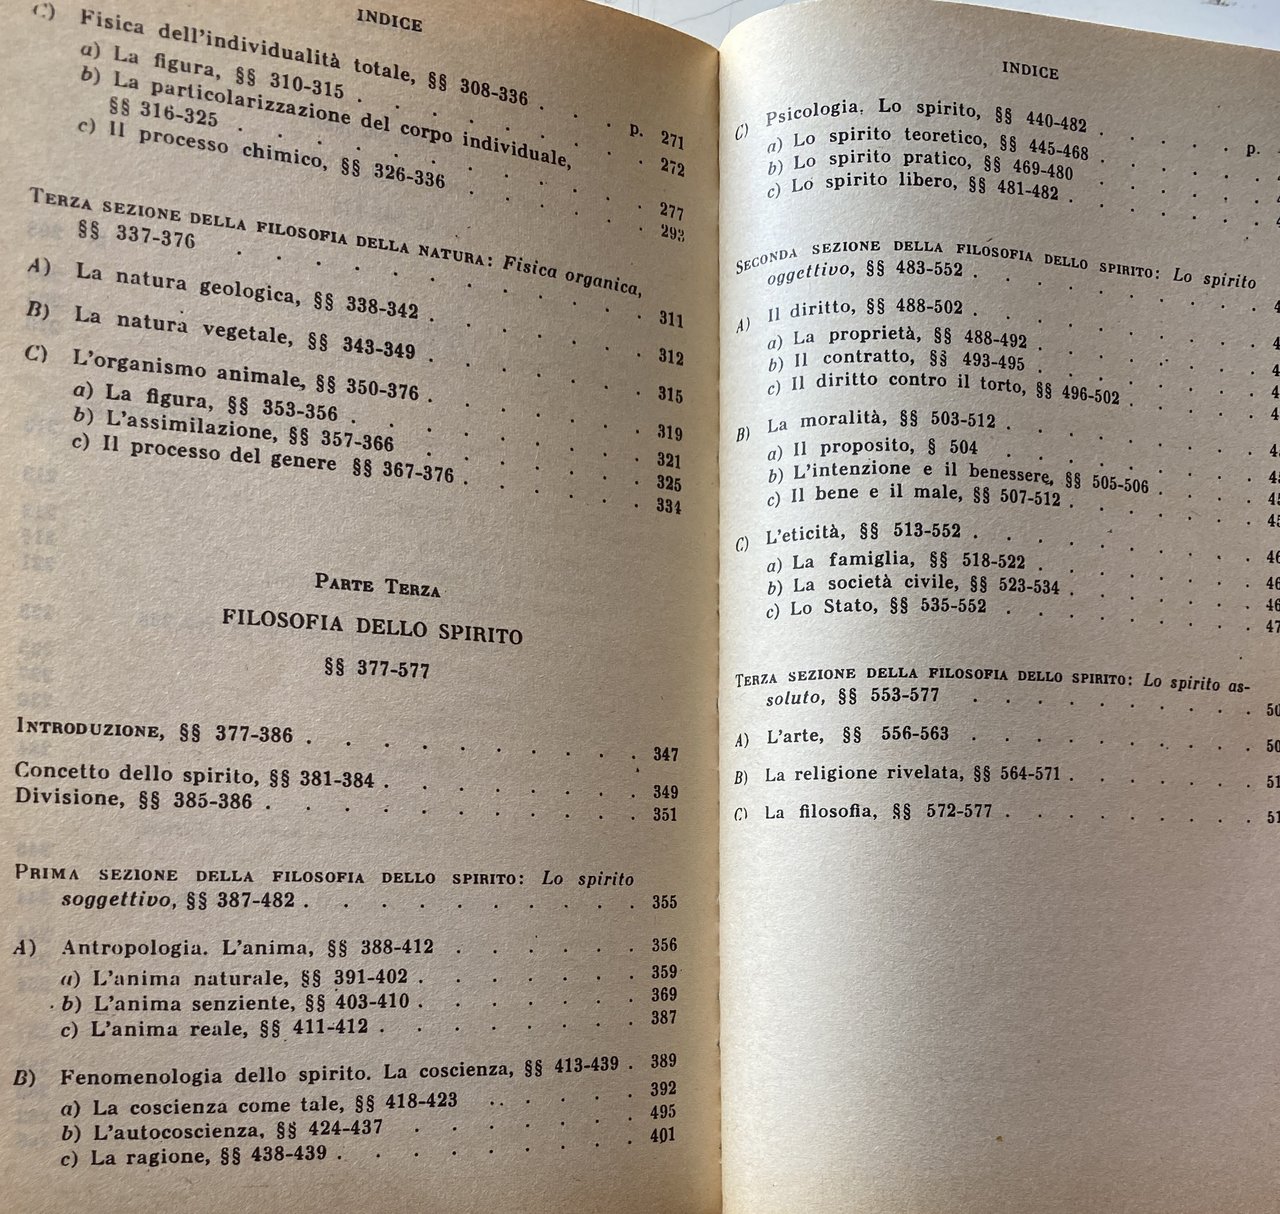 INDICE
C) Fisica dell'individualità totale, §§ 308-336 . . . . p. 271
a) La figura, §§ 310-315 . . . . . . . . . 272
b) La particolarizzazione del corpo individuale,
§§ 316-325 . . . . . . . . . . 277
c) Il processo chimico, §§ 326-336 . . . . . 293
TERZA SEZIONE DELLA FILOSOFIA DELLA NATURA: Fisica organica,
§§ 337-376 . . . . . . . . . . 311
A) La natura geologica, §§ 338-342 . . . . . . 312
B) La natura vegetale, §§ 343-349 . . . . . . 315
C) L'organismo animale, §§ 350-376 . . . . . . 319
a) La figura, §§ 353-356 . . . . . . . . 321
b) L'assimilazione, §§ 357-366 . . . . . . 325
c) Il processo del genere §§ 367-376 . . . . . 334
PARTE TERZA
FILOSOFIA DELLO SPIRITO
§§ 377-577
INTRODUZIONE, §§ 377-386 . . . . . . . . . 347
Concetto dello spirito, §§ 381-384 . . . . . . . 349
Divisione, §§ 385-386 . . . . . . . . . . 351
PRIMA SEZIONE DELLA FILOSOFIA DELLO SPIRITO: Lo spirito
soggettivo, §§ 387-482 . . . . . . . . . 355
A) Antropologia. L'anima, §§ 388-412 . . . . . . 356
a) L'anima naturale, §§ 391-402 . . . . . . 359
b) L'anima senziente, §§ 403-410 . . . . . . 369
c) L'anima reale, §§ 411-412 . . . . . . . 387
B) Fenomenologia dello spirito. La coscienza, §§ 413-439 . 389
a) La coscienza come tale, §§ 418-423 . . . . . . 392
b) L'autocoscienza, §§ 424-437 . . . . . . 495
c) La ragione, §§ 438-439 . . . . . . . . 401
INDICE
C) Psicologia. Lo spirito, §§ 440-482 . . . . . p.
a) Lo spirito teoretico, §§ 445-468 . . . . .
b) Lo spirito pratico, §§ 469-480 . . . . .
c) Lo spirito libero, §§ 481-482 . . . . . .
SECONDA SEZIONE DELLA FILOSOFIA DELLO SPIRITO: Lo spirito
oggettivo, §§ 483-552 . . . . . . . . .
A) Il diritto, §§ 488-502 . . . . . . . . .
a) La proprietà, §§ 488-492 . . . . . . .
b) Il contratto, §§ 493-495 . . . . . . .
c) Il diritto contro il torto, §§ 496-502 . . . .
B) La moralità, §§ 503-512 . . . . . . . .
a) Il proposito, § 504 . . . . . . . .
b) L'intenzione e il benessere, §§ 505-506 . . .
c) Il bene e il male, §§ 507-512 . . . . . .
C) L'eticità, §§ 513-552 . . . . . . . . .
a) La famiglia, §§ 518-522 . . . . . . .
b) La società civile, §§ 523-534 . . . . . .
c) Lo Stato, §§ 535-552 . . . . . . . .
TERZA SEZIONE DELLA FILOSOFIA DELLO SPIRITO: Lo spirito as-
soluto, §§ 553-577 . . . . . . . . .
A) L'arte, §§ 556-563 . . . . . . . . .
B) La religione rivelata, §§ 564-571 . . . . . .
C) La filosofia, §§ 572-577 . . . . . . . .